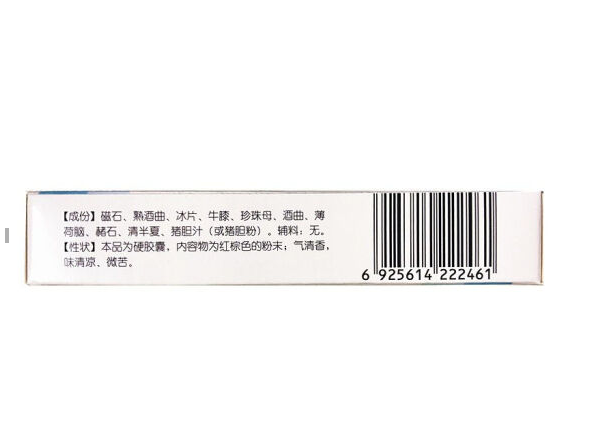 【成份】磁石、熟酒曲、冰片、牛膝、珍珠母、酒曲、薄
荷脑、赭石、清半夏、猪胆汁（或猪胆粉）。辅料：无。
【性状】本品为硬胶囊，内容物为红棕色的粉末；气清香，
味清凉、微苦。
6 925614 222461